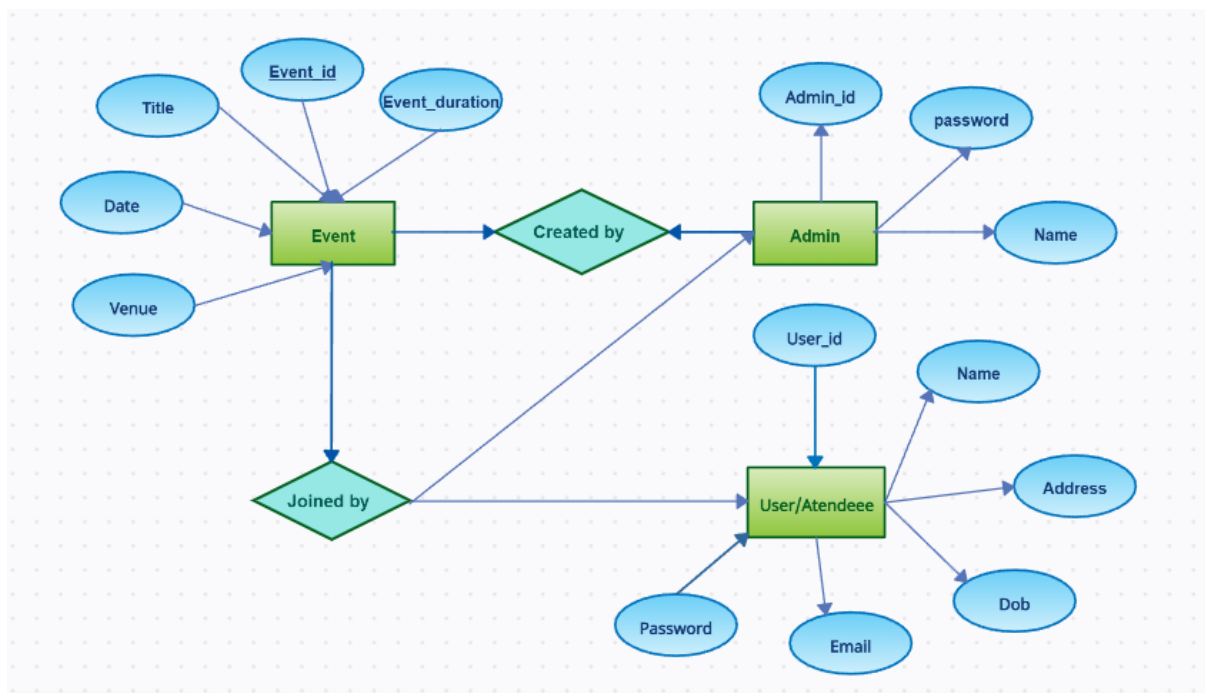 Event_id
Title
Event_duration
Date
Event
Venue
Created by
Admin_id
password
Admin
Name
User_id
Name
Joined by
User/Atendeee
Address
Dob
Password
Email